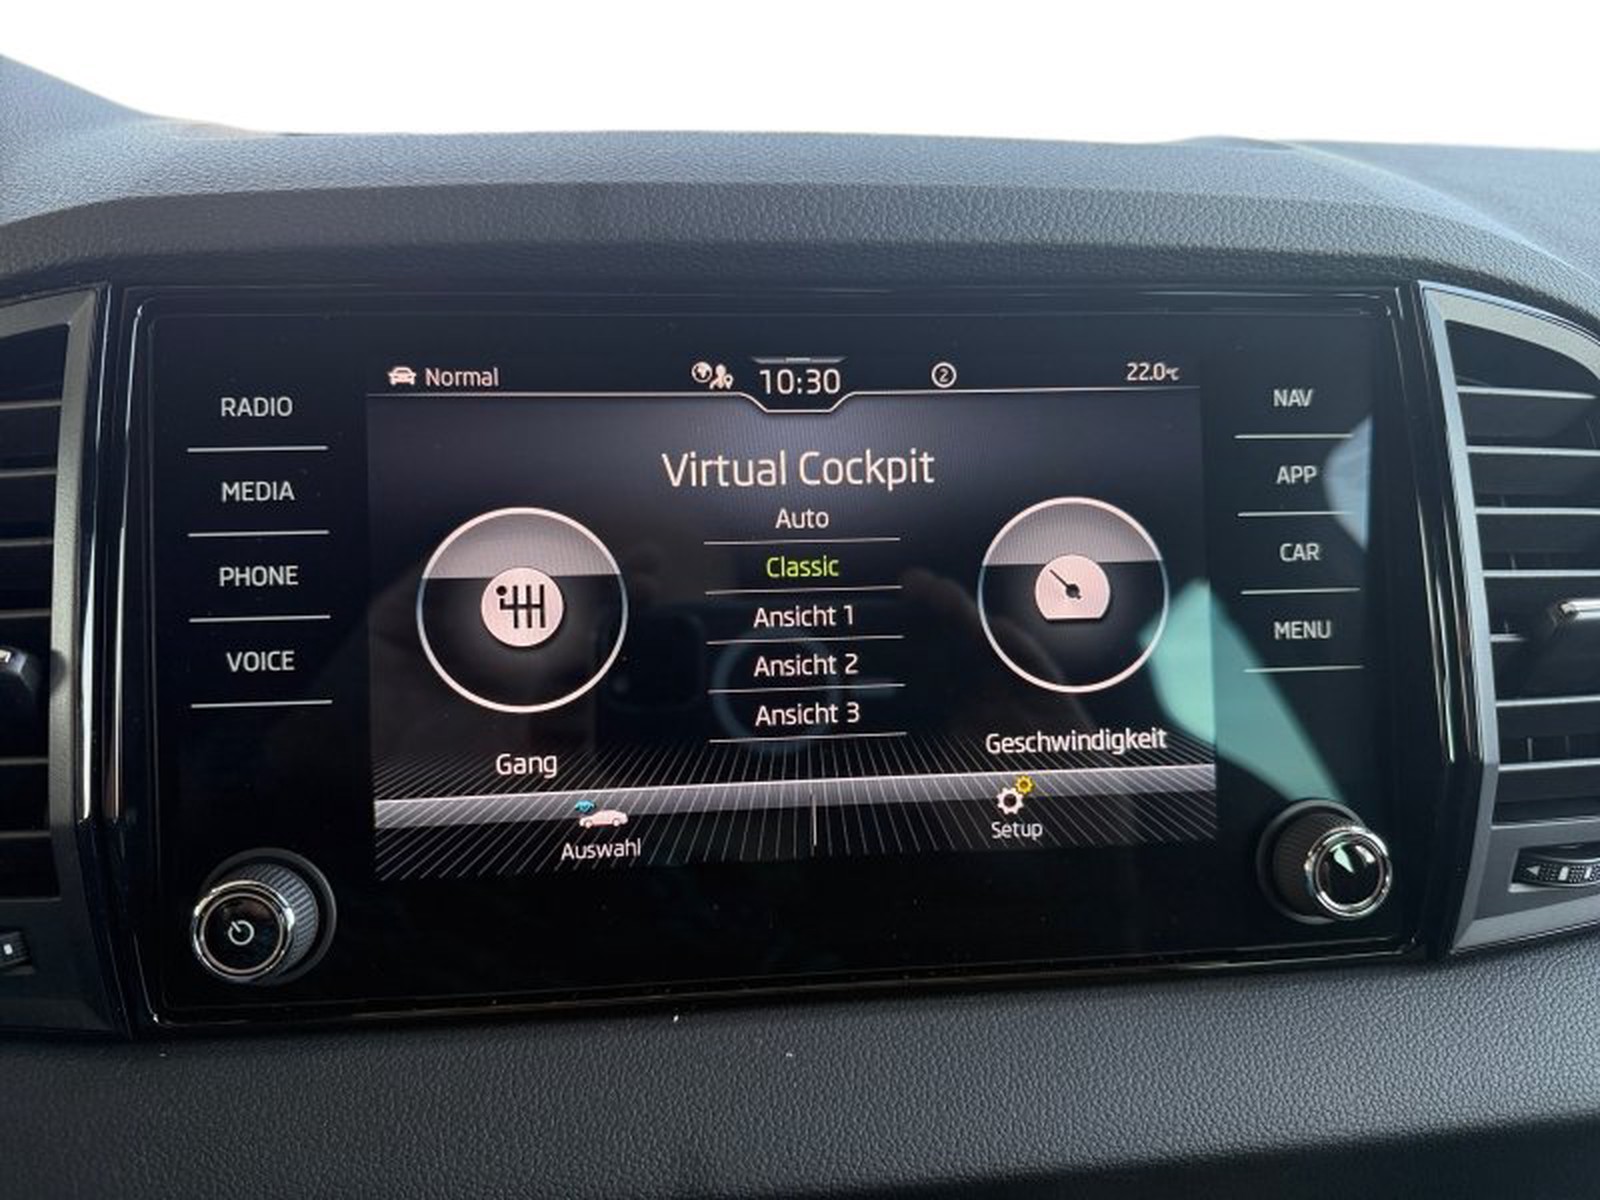 Normal
10:30
2
22.0°C
RADIO
MEDIA
PHONE
VOICE
Virtual Cockpit
Auto
Classic
Ansicht 1
Ansicht 2
Ansicht 3
Gang
Geschwindigkeit
Auswahl
Setup
NAV
APP
CAR
MENU